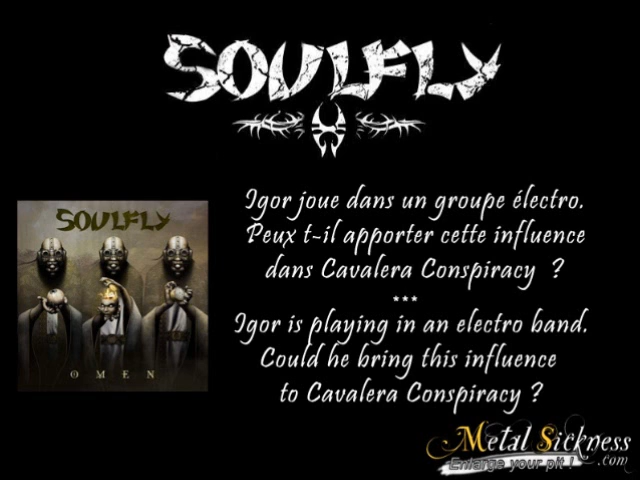 SOULFLY
Igor joue dans un groupe électro.
Peux t-il apporter cette influence
dans Cavalera Conspiracy ?
***
Igor is playing in an electro band.
Could he bring this influence
to Cavalera Conspiracy ?
SOULFLY
OMEN
Metal Sickness
.com
Enlarge your pit !